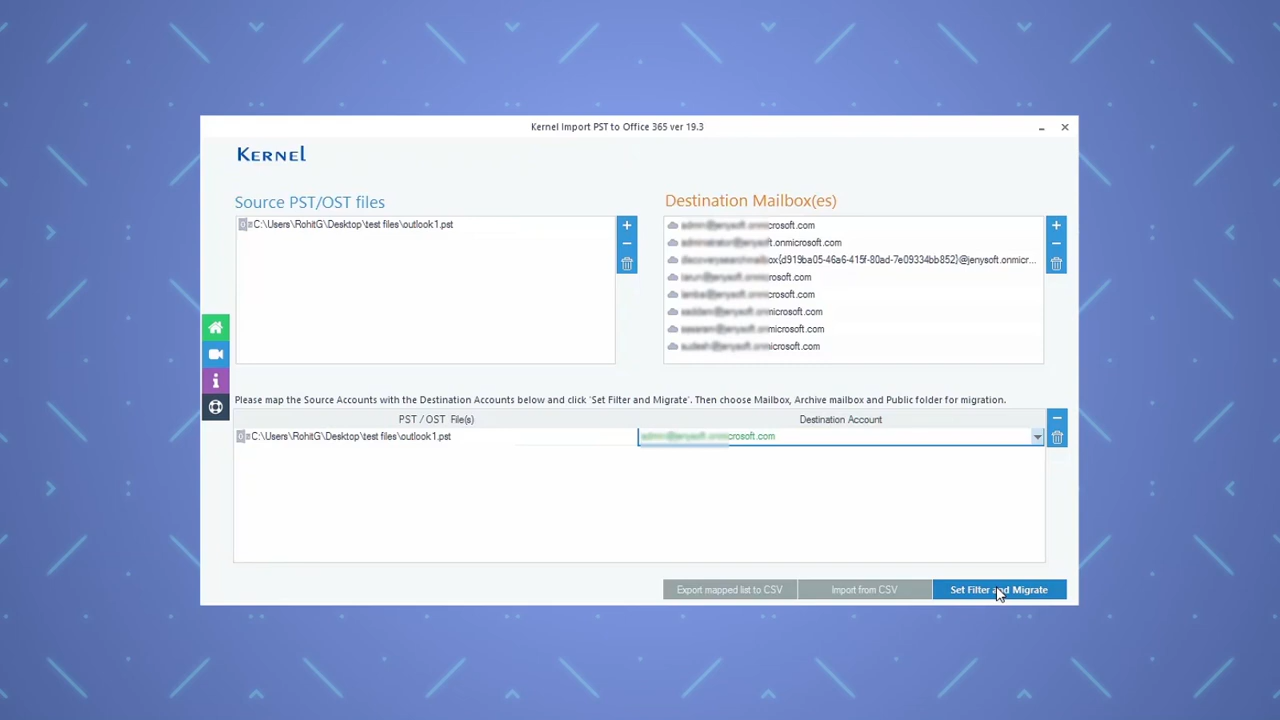 Kernel Import PST to Office 365 ver 19.3
KERNEL
Source PST/OST files
Destination Mailbox(es)
C:\Users\RohitG\Desktop\test files\outlook1.pst
admin@jenysoft.onmicrosoft.com
administrator@jenysoft.onmicrosoft.com
discoverysearchmailbox{d919ba05-46a6-415f-80ad-7e09334bb852}@jenysoft.onmicr...
@jenysoft.onmicrosoft.com
@jenysoft.onmicrosoft.com
@jenysoft.onmicrosoft.com
@jenysoft.onmicrosoft.com
@jenysoft.onmicrosoft.com
Please map the Source Accounts with the Destination Accounts below and click 'Set Filter and Migrate'. Then choose Mailbox, Archive mailbox and Public folder for migration.
PST / OST File(s)
Destination Account
C:\Users\RohitG\Desktop\test files\outlook1.pst
admin@jenysoft.onmicrosoft.com
Export mapped list to CSV
Import from CSV
Set Filter and Migrate